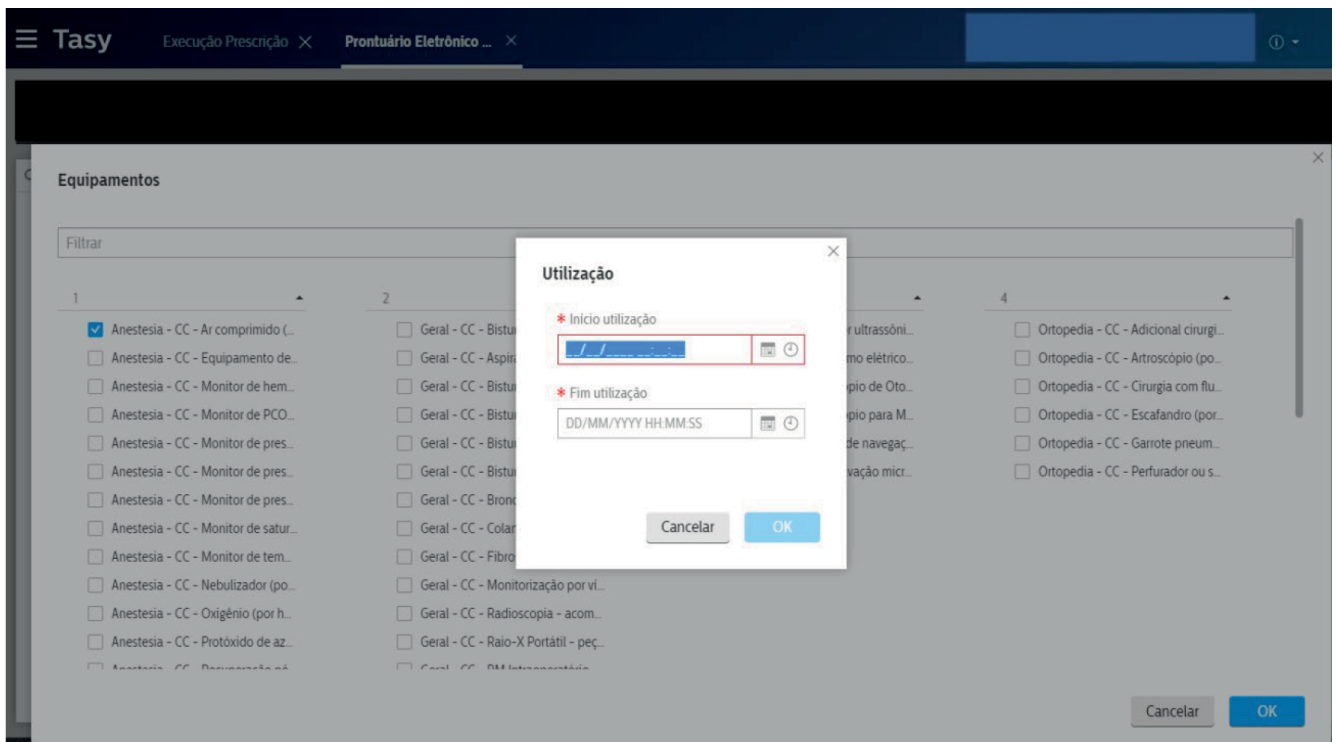 Tasy
Execução Prescrição
Prontuário Eletrônico ...
Equipamentos
Filtrar
1
Anestesia - CC - Ar comprimido (...
Anestesia - CC - Equipamento de...
Anestesia - CC - Monitor de hem...
Anestesia - CC - Monitor de PCO...
Anestesia - CC - Monitor de pres...
Anestesia - CC - Monitor de pres...
Anestesia - CC - Monitor de pres...
Anestesia - CC - Monitor de satur...
Anestesia - CC - Monitor de tem...
Anestesia - CC - Nebulizador (po...
Anestesia - CC - Oxigênio (por h...
Anestesia - CC - Protóxido de az...
2
Geral - CC - Bistu
Geral - CC - Aspira
Geral - CC - Bistu
Geral - CC - Bistu
Geral - CC - Bistu
Geral - CC - Bistu
Geral - CC - Bronc
Geral - CC - Colar
Geral - CC - Fibro
Geral - CC - Monitorização por ví...
Geral - CC - Radioscopia - acom...
Geral - CC - Raio-X Portátil - peç...
Utilização
* Início utilização
__/__/____ __:__:__
* Fim utilização
DD/MM/YYYY HH:MM:SS
Cancelar
OK
r ultrassôni...
mo elétrico...
pio de Oto...
pio para M...
de navegaç...
vação micr...
4
Ortopedia - CC - Adicional cirurgi...
Ortopedia - CC - Artroscópio (po...
Ortopedia - CC - Cirurgia com flu...
Ortopedia - CC - Escafandro (por...
Ortopedia - CC - Garrote pneum...
Ortopedia - CC - Perfurador ou s...
Cancelar
OK